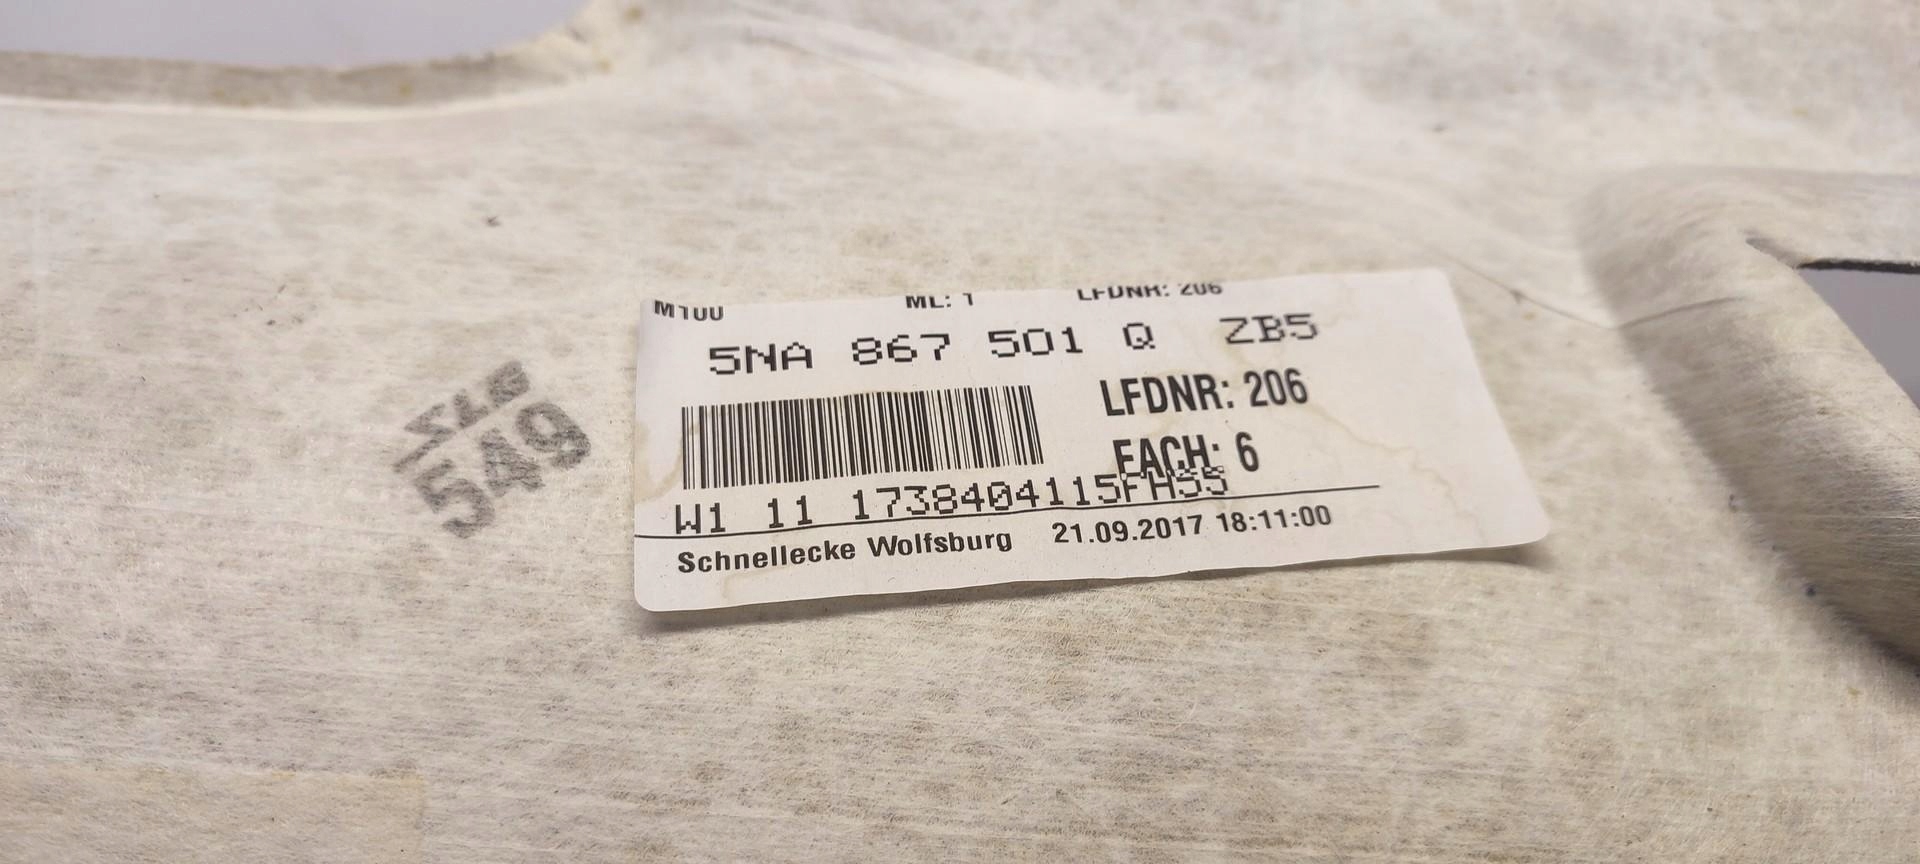 M100 ML: 1 LFDNR: 206
5NA 867 501 Q ZB5
LFDNR: 206
FACH: 6
W1 11 1738404115FHS5
Schnellecke Wolfsburg 21.09.2017 18:11:00
549